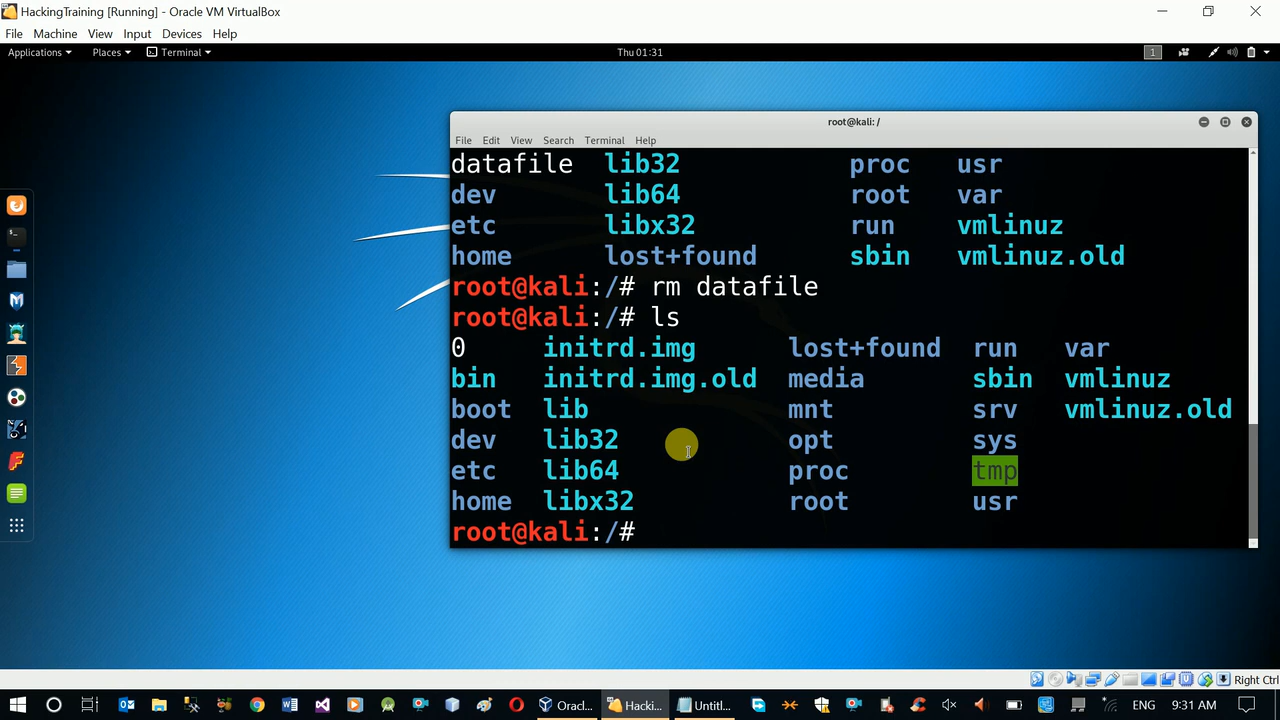 HackingTraining [Running] - Oracle VM VirtualBox
File Machine View Input Devices Help
Applications Places Terminal Thu 01:31 1
root@kali: /
File Edit View Search Terminal Help
datafile lib32 proc usr
dev lib64 root var
etc libx32 run vmlinuz
home lost+found sbin vmlinuz.old
root@kali:/# rm datafile
root@kali:/# ls
0 initrd.img lost+found run var
bin initrd.img.old media sbin vmlinuz
boot lib mnt srv vmlinuz.old
dev lib32 opt sys
etc lib64 proc tmp
home libx32 root usr
root@kali:/#
Right Ctrl
Oracl... Hacki... Untitl... ENG 9:31 AM